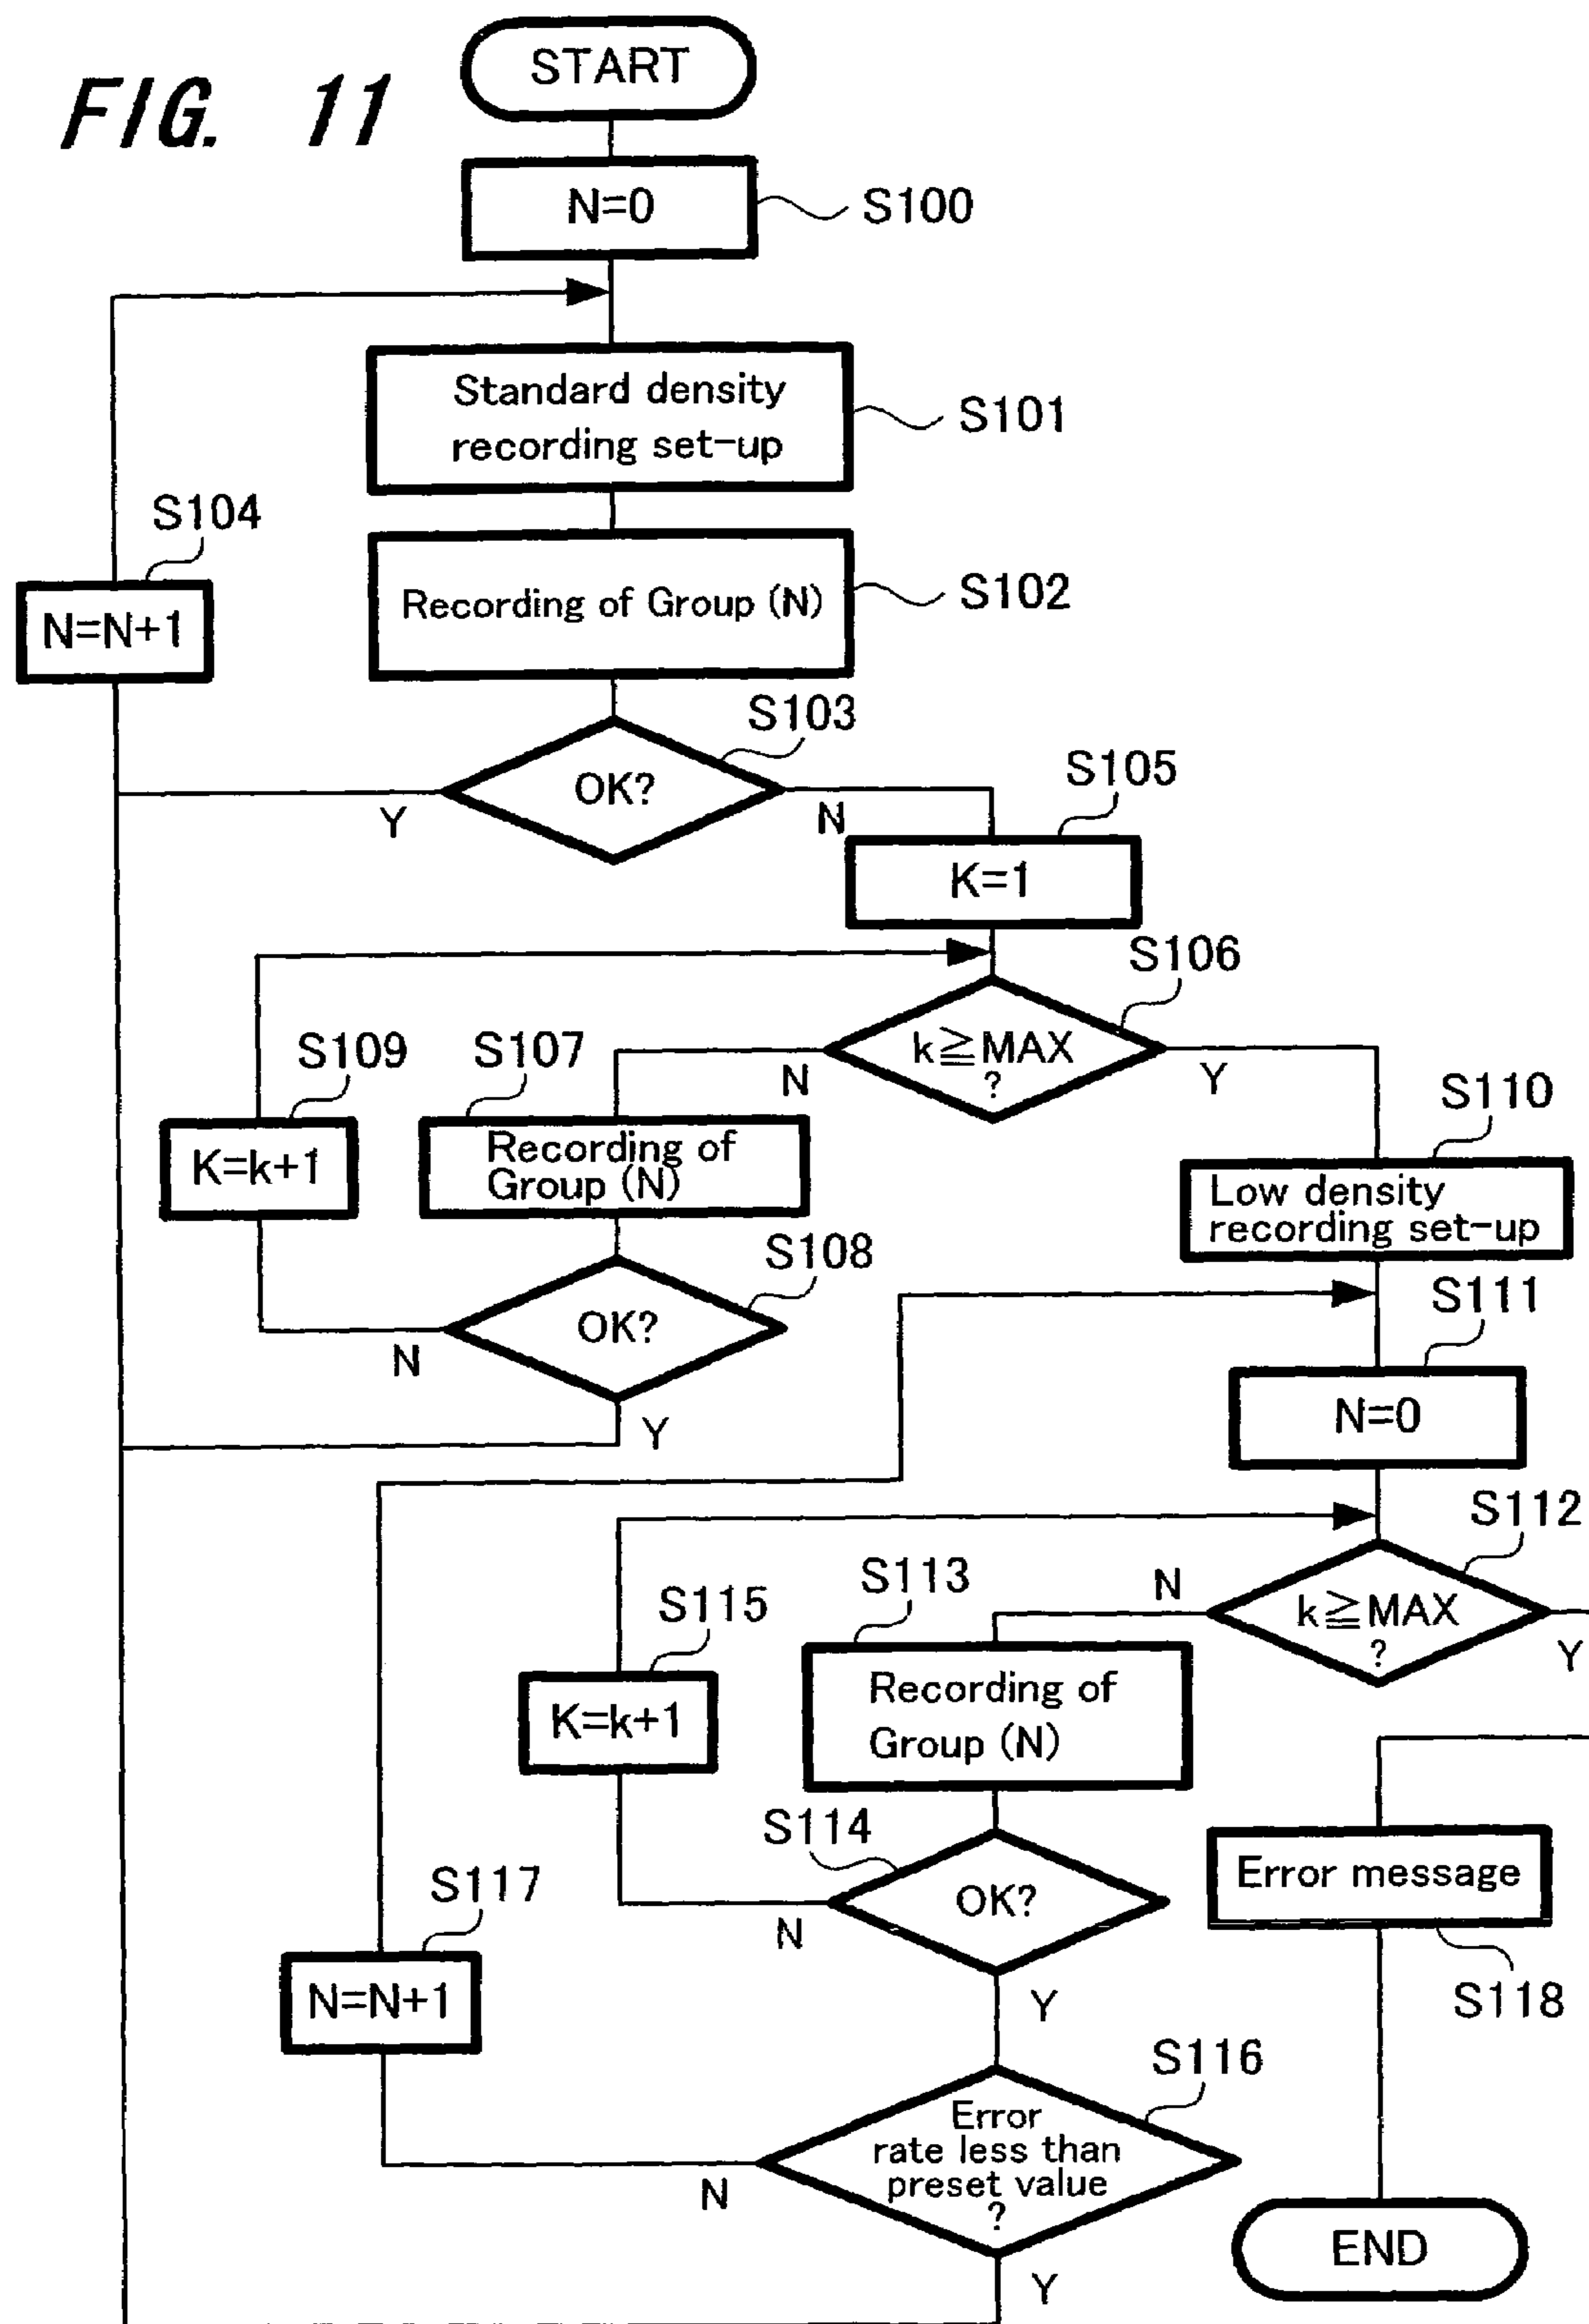 FIG. 11
START
N=0
S100
Standard density
recording set-up
S101
S104
N=N+1
Recording of Group (N)
S102
S103
OK?
Y
N
S105
K=1
S106
k≧MAX
?
N
Y
S109
K=k+1
S107
Recording of
Group (N)
S110
Low density
recording set-up
S108
OK?
N
Y
S111
N=0
S112
k≧MAX
?
N
Y
S113
Recording of
Group (N)
S115
K=k+1
S114
OK?
N
Y
Error message
S118
S117
N=N+1
S116
Error
rate less than
preset value
?
N
Y
END